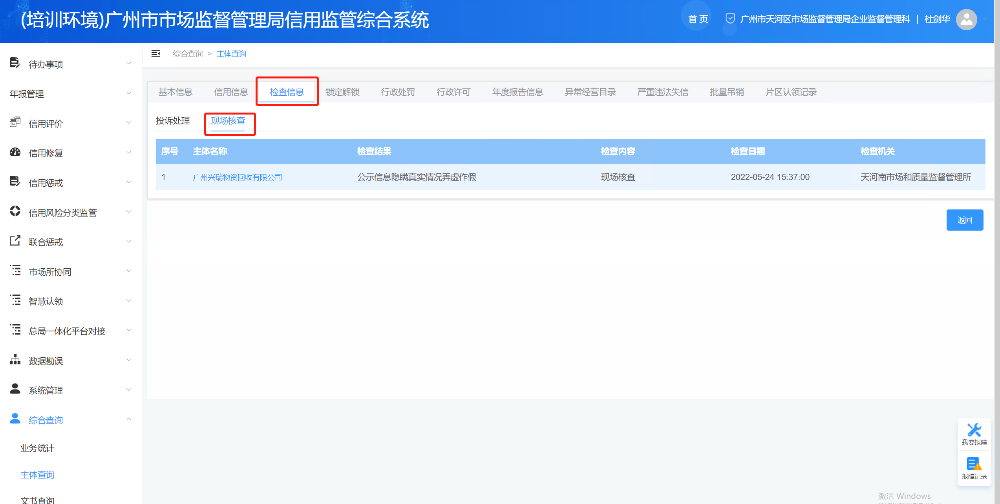 (培训环境)广州市市场监督管理局信用监管综合系统
首 页
广州市天河区市场监督管理局企业监督管理科 | 杜剑华
待办事项
年报管理
信用评价
信用修复
信用惩戒
信用风险分类监管
联合惩戒
市场所协同
智慧认领
总局一体化平台对接
数据勘误
系统管理
综合查询
业务统计
主体查询
文书查询
综合查询 > 主体查询
基本信息 信用信息 检查信息 锁定解锁 行政处罚 行政许可 年度报告信息 异常经营目录 严重违法失信 批量吊销 片区认领记录
投诉处理 现场核查
序号 主体名称 检查结果 检查内容 检查日期 检查机关
1 广州兴瑞物资回收有限公司 公示信息隐瞒真实情况弄虚作假 现场核查 2022-05-24 15:37:00 天河南市场和质量监督管理所
返回
我要报障
报障记录
激活 Windows